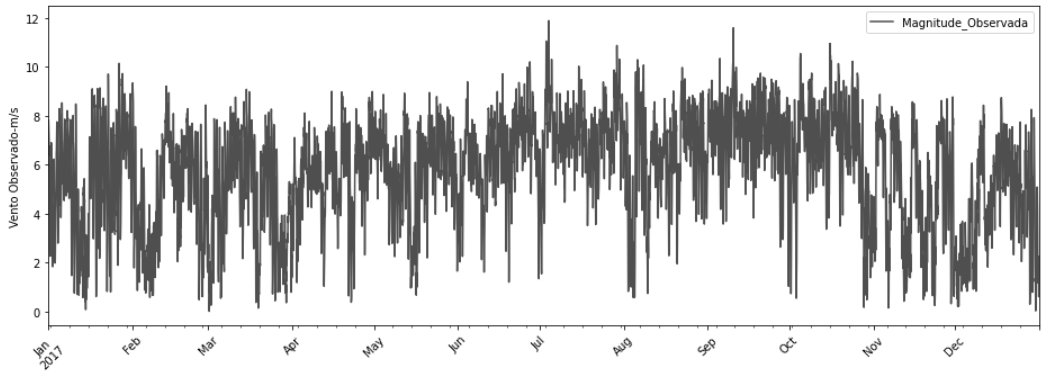 Magnitude_Observada
Vento Observado-m/s
12
10
8
6
4
2
0
Jan
2017
Feb
Mar
Apr
May
Jun
Jul
Aug
Sep
Oct
Nov
Dec